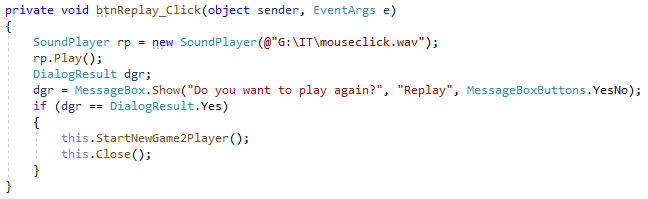 private void btnReplay_Click(object sender, EventArgs e)
{
    SoundPlayer rp = new SoundPlayer(@"G:\IT\mouseclick.wav");
    rp.Play();
    DialogResult dgr;
    dgr = MessageBox.Show("Do you want to play again?", "Replay", MessageBoxButtons.YesNo);
    if (dgr == DialogResult.Yes)
    {
        this.StartNewGame2Player();
        this.Close();
    }
}